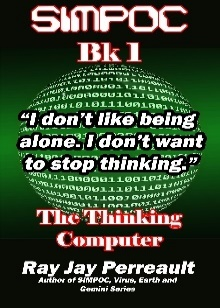 SIMPOC
Bk 1
"I don't like being
alone. I don't want
to stop thinking."
The Thinking
Computer
Ray Jay Perreault
Author of SIMPOC, Virus, Earth and
Gemini Series